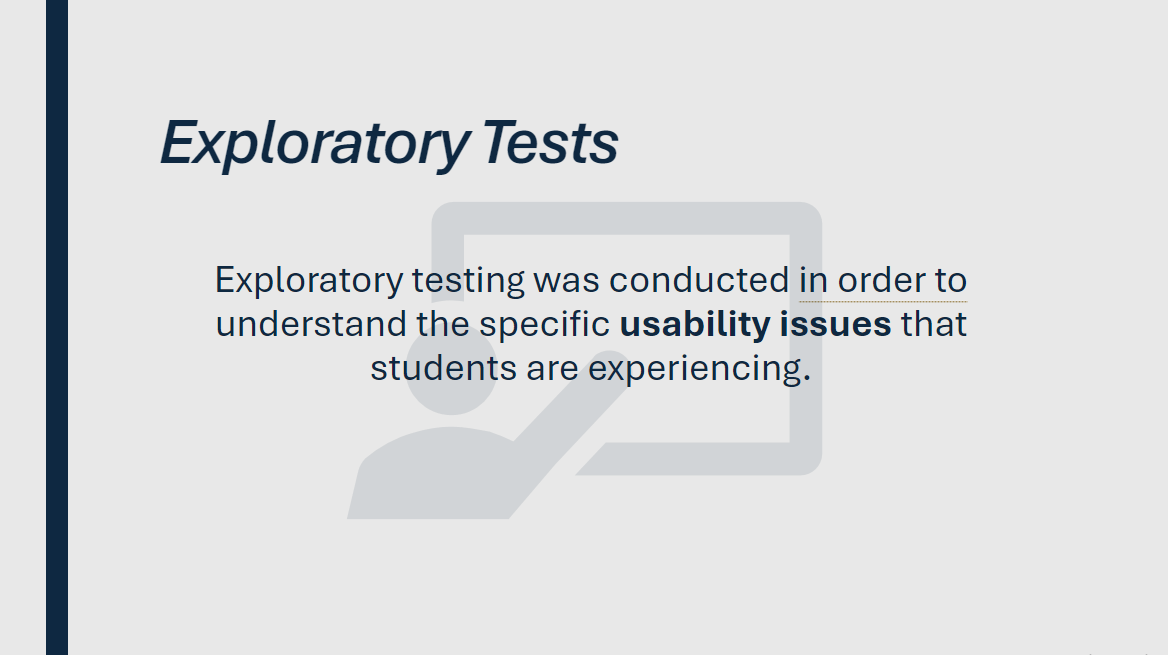 Exploratory Tests
Exploratory testing was conducted in order to
understand the specific usability issues that
students are experiencing.